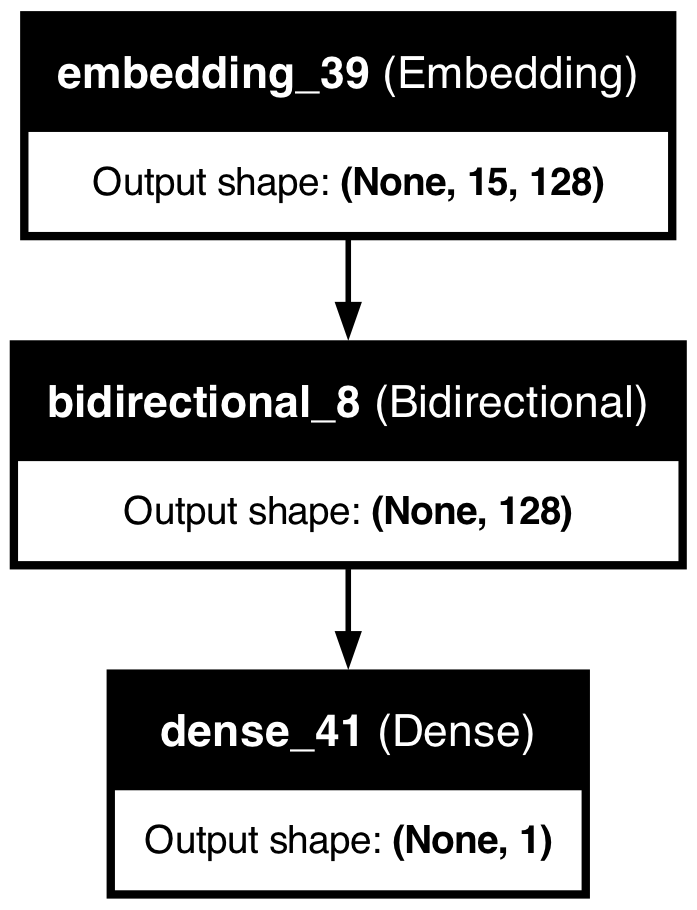 embedding_39 (Embedding)
Output shape: (None, 15, 128)
bidirectional_8 (Bidirectional)
Output shape: (None, 128)
dense_41 (Dense)
Output shape: (None, 1)